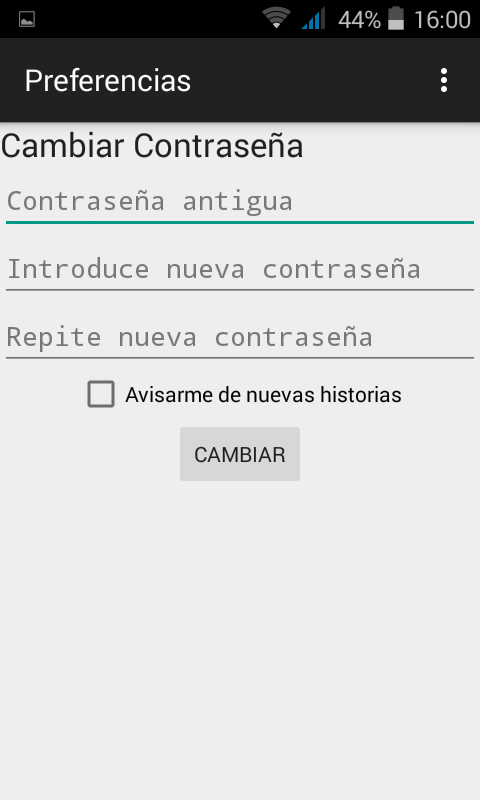 44% 16:00
Preferencias
Cambiar Contraseña
Contraseña antigua
Introduce nueva contraseña
Repite nueva contraseña
Avisarme de nuevas historias
CAMBIAR